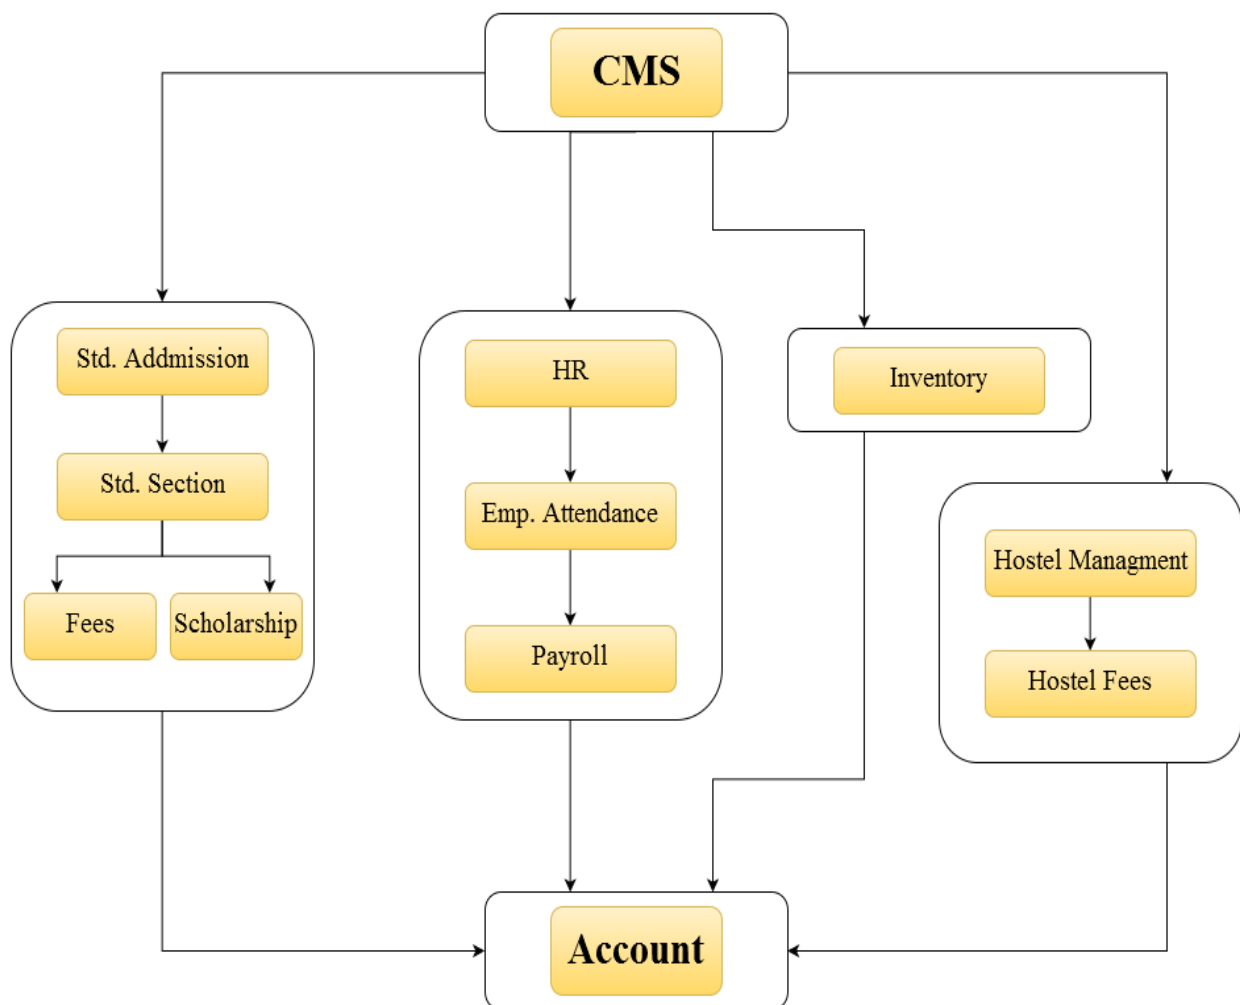 CMS
Std. Addmission
Std. Section
Fees
Scholarship
HR
Emp. Attendance
Payroll
Inventory
Hostel Managment
Hostel Fees
Account